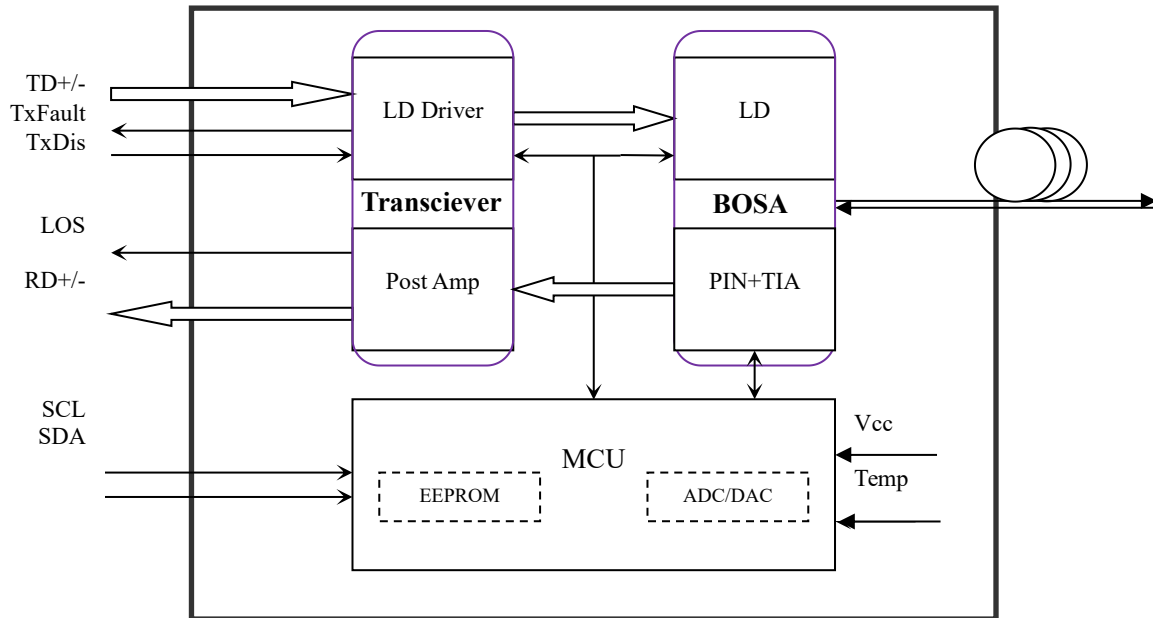 TD+/-
TxFault
TxDis
LOS
RD+/-
SCL
SDA
LD Driver
Transciever
Post Amp
LD
BOSA
PIN+TIA
MCU
EEPROM
ADC/DAC
Vcc
Temp